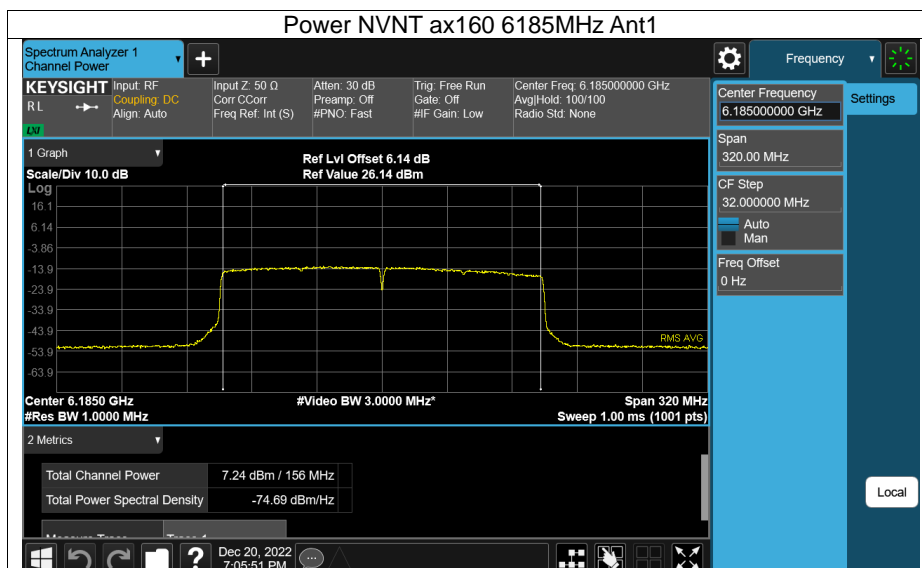 Power NVNT ax160 6185MHz Ant1
Spectrum Analyzer 1
Channel Power
+
Frequency
KEYSIGHT
RL
LXI
Input: RF
Coupling: DC
Align: Auto
Input Z: 50 Ω
Corr CCorr
Freq Ref: Int (S)
Atten: 30 dB
Preamp: Off
#PNO: Fast
Trig: Free Run
Gate: Off
#IF Gain: Low
Center Freq: 6.185000000 GHz
Avg|Hold: 100/100
Radio Std: None
Center Frequency
6.185000000 GHz
Settings
Span
320.00 MHz
CF Step
32.000000 MHz
Auto
Man
Freq Offset
0 Hz
Local
1 Graph
Scale/Div 10.0 dB
Ref Lvl Offset 6.14 dB
Ref Value 26.14 dBm
Log
16.1
6.14
-3.86
-13.9
-23.9
-33.9
-43.9
-53.9
-63.9
RMS AVG
Center 6.1850 GHz
#Video BW 3.0000 MHz*
Span 320 MHz
#Res BW 1.0000 MHz
Sweep 1.00 ms (1001 pts)
2 Metrics
Total Channel Power 7.24 dBm / 156 MHz
Total Power Spectral Density -74.69 dBm/Hz
Measure Trace Trace 1
?
Dec 20, 2022
7:05:51 PM